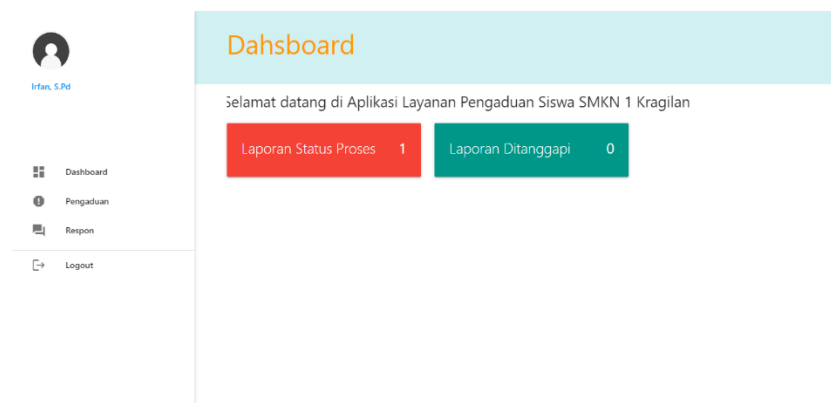 Irfan, S.Pd
Dashboard
Pengaduan
Respon
Logout
Dahsboard
Selamat datang di Aplikasi Layanan Pengaduan Siswa SMKN 1 Kragilan
Laporan Status Proses 1
Laporan Ditanggapi 0